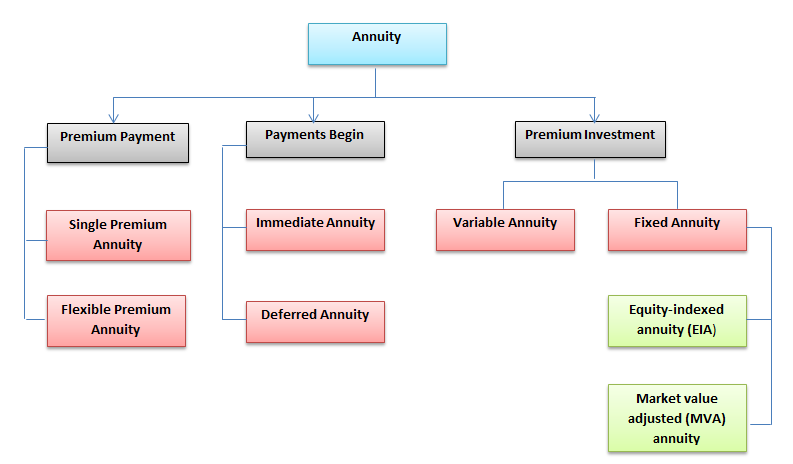 Annuity
Premium Payment
Payments Begin
Premium Investment
Single Premium
Annuity
Immediate Annuity
Variable Annuity
Fixed Annuity
Flexible Premium
Annuity
Deferred Annuity
Equity-indexed
annuity (EIA)
Market value
adjusted (MVA)
annuity